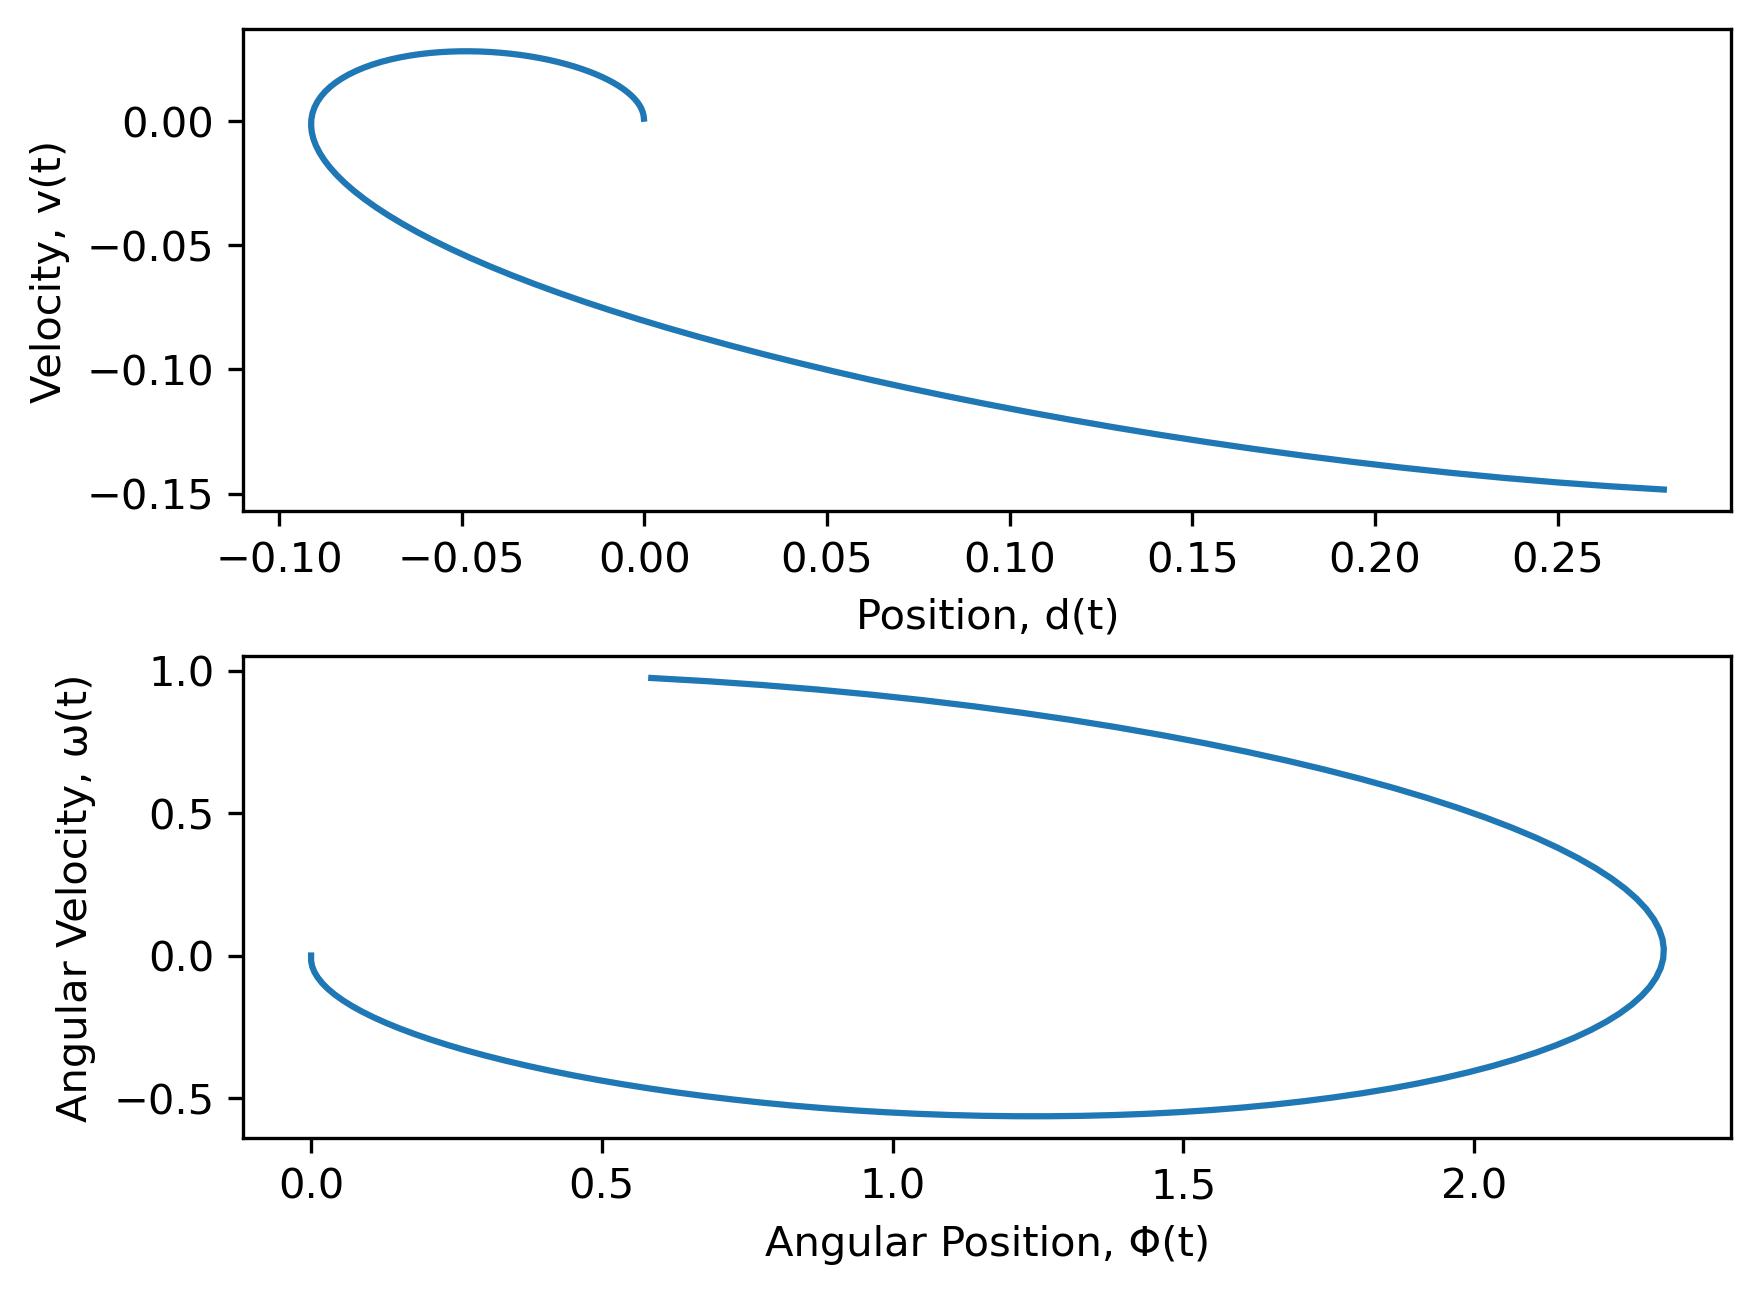 Velocity, v(t)
0.00
−0.05
−0.10
−0.15
−0.10 −0.05 0.00 0.05 0.10 0.15 0.20 0.25
Position, d(t)
Angular Velocity, ω(t)
1.0
0.5
0.0
−0.5
0.0 0.5 1.0 1.5 2.0
Angular Position, Φ(t)